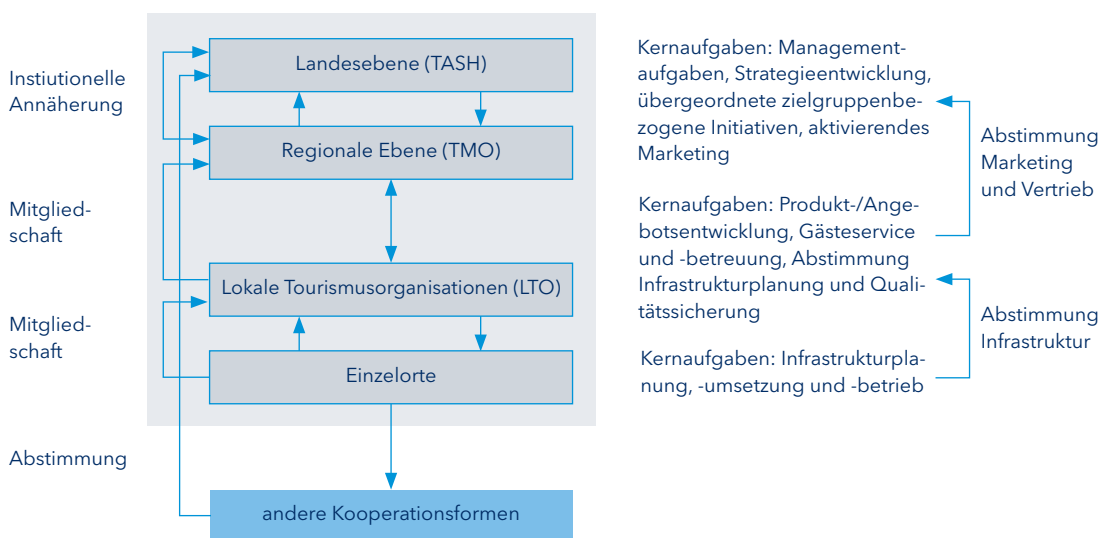 Instiutionelle
Annäherung
Mitglied-
schaft
Mitglied-
schaft
Abstimmung
Landesebene (TASH)
Regionale Ebene (TMO)
Lokale Tourismusorganisationen (LTO)
Einzelorte
andere Kooperationsformen
Kernaufgaben: Management-
aufgaben, Strategieentwicklung,
übergeordnete zielgruppenbe-
zogene Initiativen, aktivierendes
Marketing
Kernaufgaben: Produkt-/Ange-
botsentwicklung, Gästeservice
und -betreuung, Abstimmung
Infrastrukturplanung und Quali-
tätssicherung
Kernaufgaben: Infrastrukturpla-
nung, -umsetzung und -betrieb
Abstimmung
Marketing
und Vertrieb
Abstimmung
Infrastruktur